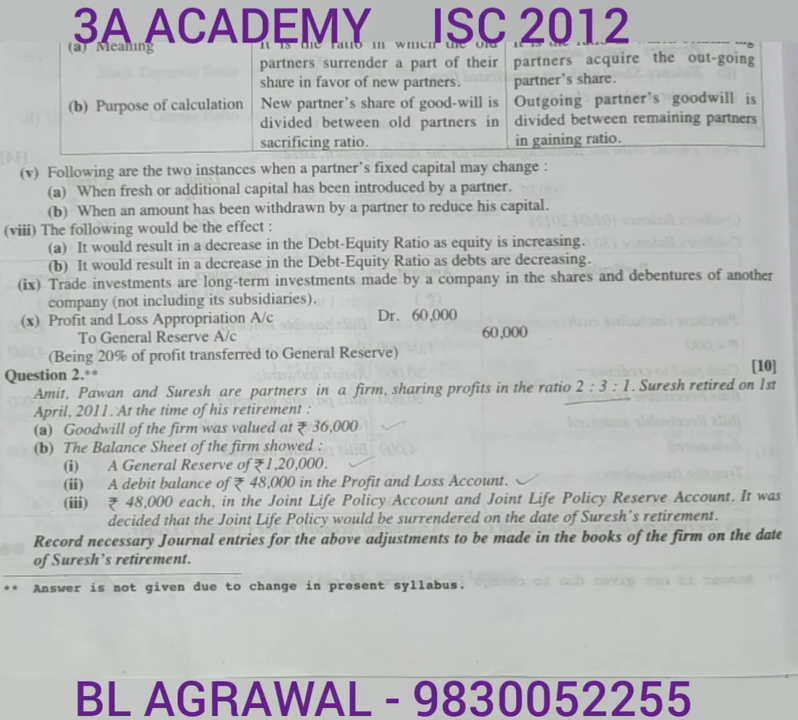 3A ACADEMY ISC 2012
(a) Meaning It is the ratio in which the old
partners surrender a part of their partners acquire the out-going
share in favor of new partners. partner's share.
(b) Purpose of calculation New partner's share of good-will is Outgoing partner's goodwill is
divided between old partners in divided between remaining partners
sacrificing ratio. in gaining ratio.
(v) Following are the two instances when a partner's fixed capital may change :
(a) When fresh or additional capital has been introduced by a partner.
(b) When an amount has been withdrawn by a partner to reduce his capital.
(viii) The following would be the effect :
(a) It would result in a decrease in the Debt-Equity Ratio as equity is increasing.
(b) It would result in a decrease in the Debt-Equity Ratio as debts are decreasing.
(ix) Trade investments are long-term investments made by a company in the shares and debentures of another
company (not including its subsidiaries).
(x) Profit and Loss Appropriation A/c Dr. 60,000
To General Reserve A/c 60,000
(Being 20% of profit transferred to General Reserve)
Question 2.** [10]
Amit, Pawan and Suresh are partners in a firm, sharing profits in the ratio 2 : 3 : 1. Suresh retired on 1st
April, 2011. At the time of his retirement :
(a) Goodwill of the firm was valued at ₹ 36,000
(b) The Balance Sheet of the firm showed :
(i) A General Reserve of ₹1,20,000.
(ii) A debit balance of ₹ 48,000 in the Profit and Loss Account.
(iii) ₹ 48,000 each, in the Joint Life Policy Account and Joint Life Policy Reserve Account. It was
decided that the Joint Life Policy would be surrendered on the date of Suresh's retirement.
Record necessary Journal entries for the above adjustments to be made in the books of the firm on the date
of Suresh's retirement.
** Answer is not given due to change in present syllabus.
BL AGRAWAL - 9830052255